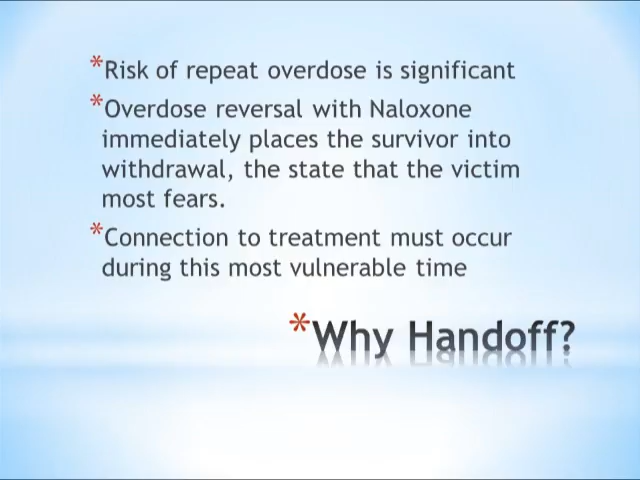 *Risk of repeat overdose is significant
*Overdose reversal with Naloxone
immediately places the survivor into
withdrawal, the state that the victim
most fears.
*Connection to treatment must occur
during this most vulnerable time
*Why Handoff?